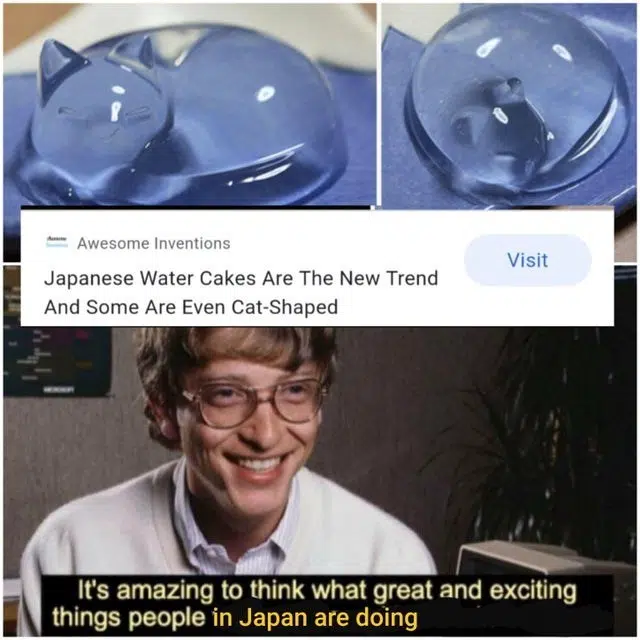 Awesome Inventions
Visit
Japanese Water Cakes Are The New Trend
And Some Are Even Cat-Shaped
MICROSOFT
It's amazing to think what great and exciting
things people in Japan are doing